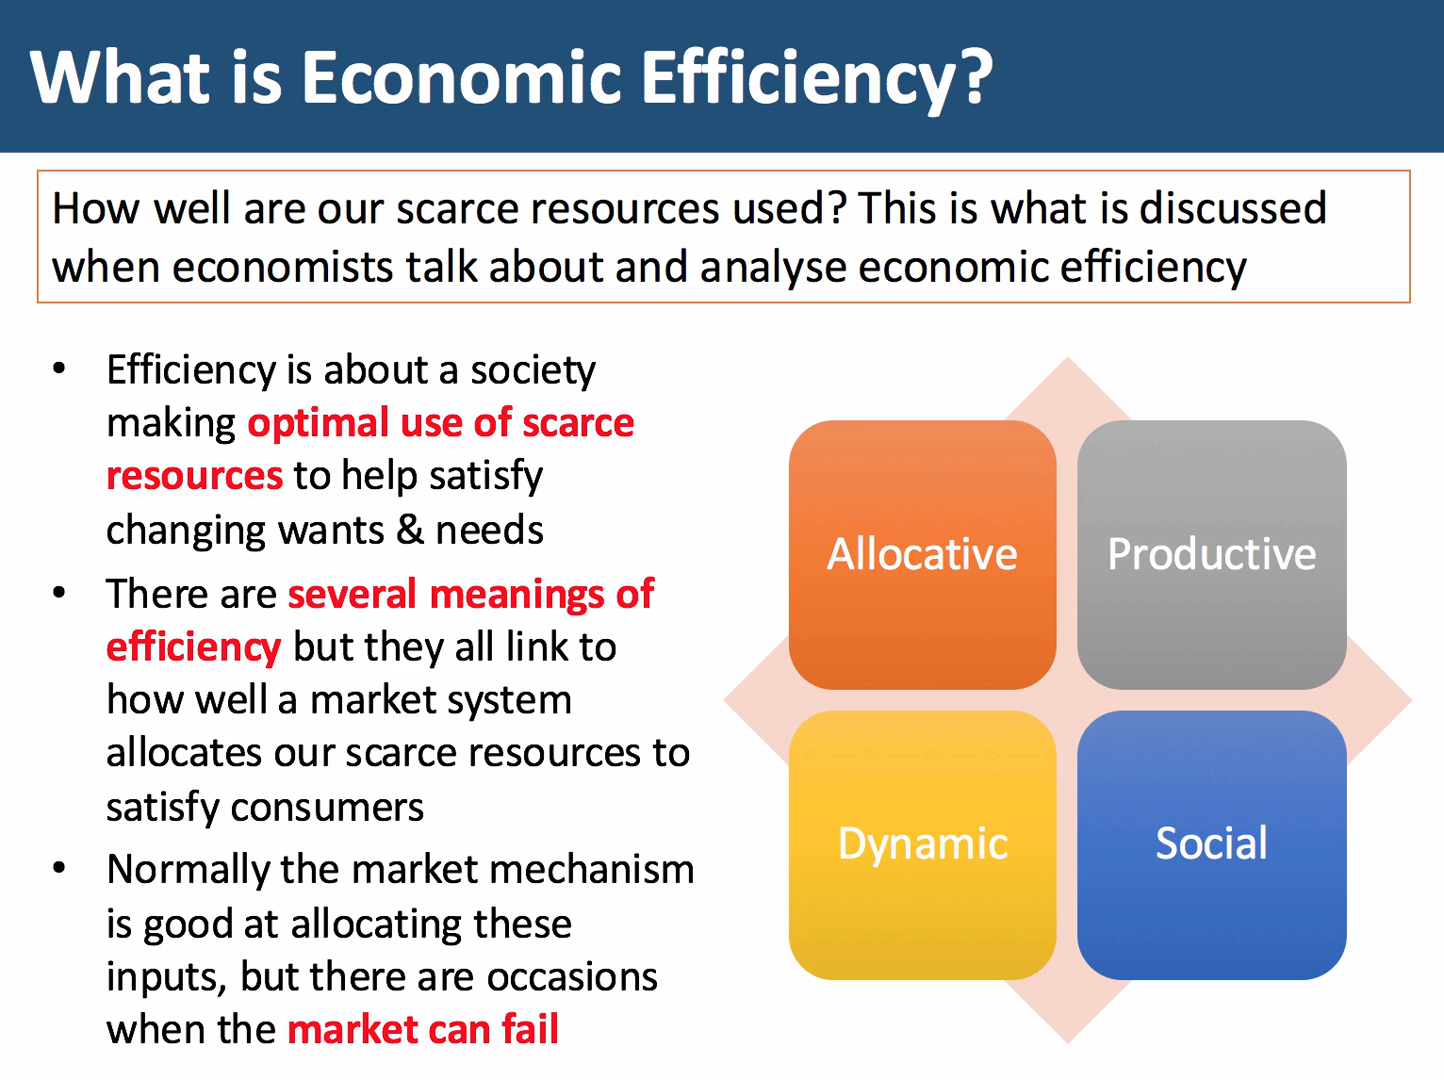 What is Economic Efficiency?
How well are our scarce resources used? This is what is discussed
when economists talk about and analyse economic efficiency
• Efficiency is about a society
making optimal use of scarce
resources to help satisfy
changing wants & needs
• There are several meanings of
efficiency but they all link to
how well a market system
allocates our scarce resources to
satisfy consumers
• Normally the market mechanism
is good at allocating these
inputs, but there are occasions
when the market can fail
Allocative
Productive
Dynamic
Social